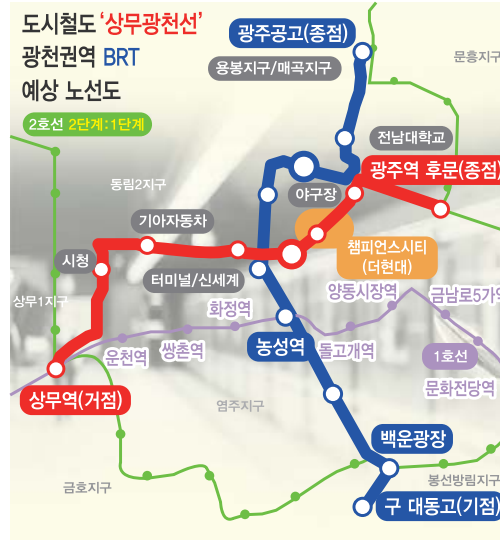 도시철도 ‘상무광천선’
광천권역 BRT
예상 노선도
2호선 2단계:1단계
광주공고(종점)
용봉지구/매곡지구
문흥지구
전남대학교
광주역 후문(종점)
동림2지구
야구장
기아자동차
챔피언스시티
(더현대)
시청
터미널/신세계
상무1지구
화정역
양동시장역
금남로5가역
운천역
쌍촌역
농성역
돌고개역
1호선
문화전당역
상무역(거점)
염주지구
백운광장
금호지구
봉선방림지구
구 대동고(기점)